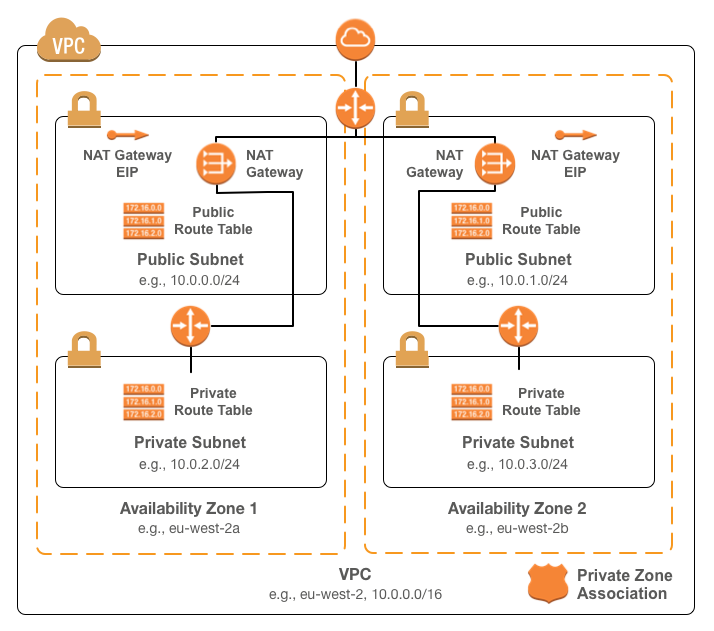 VPC
NAT Gateway
EIP
NAT
Gateway
172.16.0.0
172.16.1.0
172.16.2.0
Public
Route Table
Public Subnet
e.g., 10.0.0.0/24
NAT
Gateway
NAT Gateway
EIP
172.16.0.0
172.16.1.0
172.16.2.0
Public
Route Table
Public Subnet
e.g., 10.0.1.0/24
172.16.0.0
172.16.1.0
172.16.2.0
Private
Route Table
Private Subnet
e.g., 10.0.2.0/24
Availability Zone 1
e.g., eu-west-2a
172.16.0.0
172.16.1.0
172.16.2.0
Private
Route Table
Private Subnet
e.g., 10.0.3.0/24
Availability Zone 2
e.g., eu-west-2b
VPC
e.g., eu-west-2, 10.0.0.0/16
Private Zone
Association